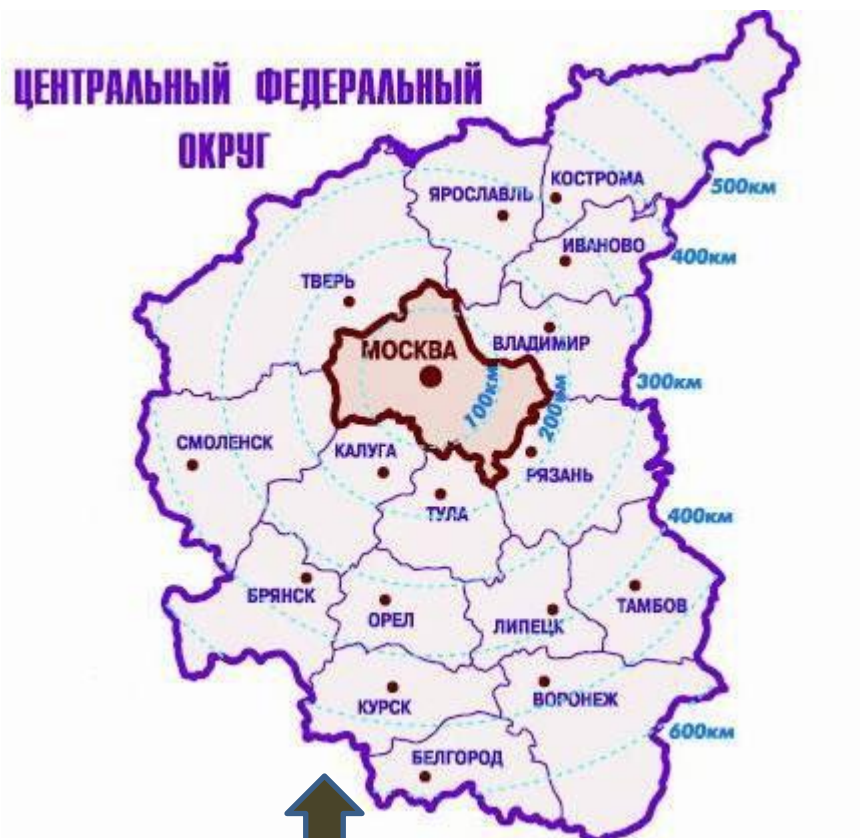 ЦЕНТРАЛЬНЫЙ ФЕДЕРАЛЬНЫЙ
ОКРУГ
КОСТРОМА
ЯРОСЛАВЛЬ
500км
ИВАНОВО
400км
ТВЕРЬ
ВЛАДИМИР
МОСКВА
300км
100км
200км
СМОЛЕНСК
КАЛУГА
РЯЗАНЬ
ТУЛА
400км
БРЯНСК
ОРЕЛ
ЛИПЕЦК
ТАМБОВ
КУРСК
ВОРОНЕЖ
600км
БЕЛГОРОД